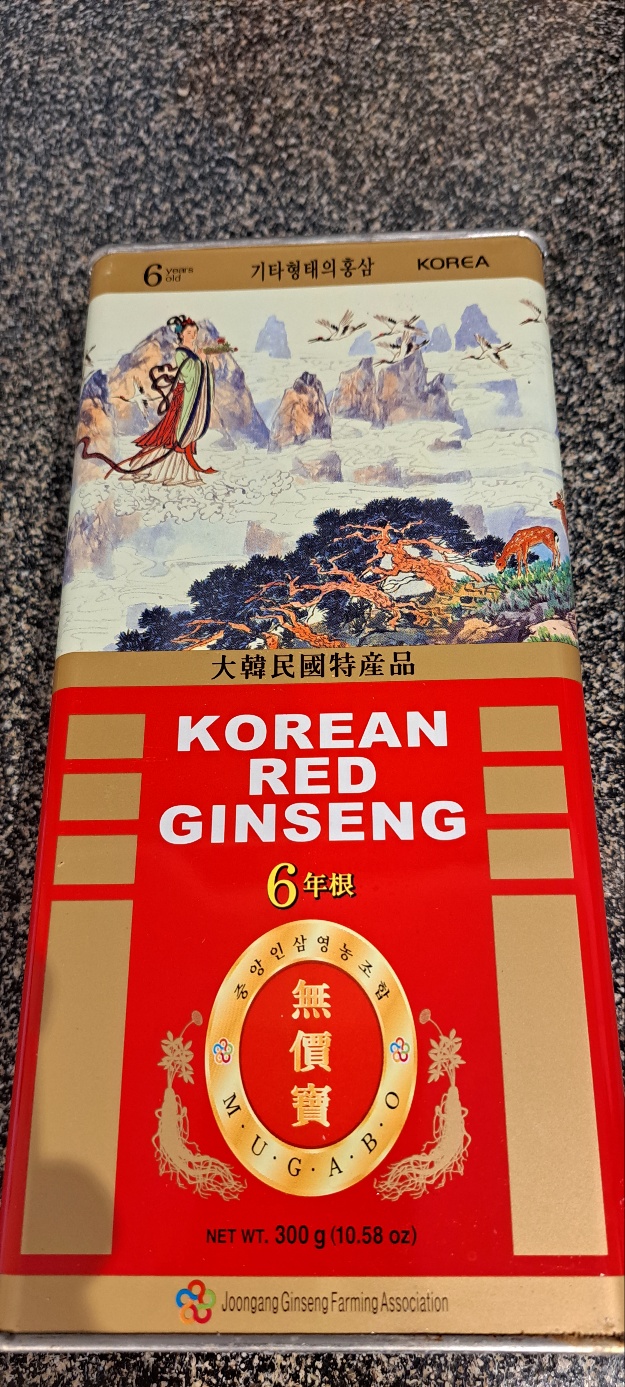 6 years old 기타형태의홍삼 KOREA
大韓民國特産品
KOREAN
RED
GINSENG
6年根
중앙인삼영농조합
無價寶
M·U·G·A·B·O
NET WT. 300 g (10.58 oz)
Joongang Ginseng Farming Association